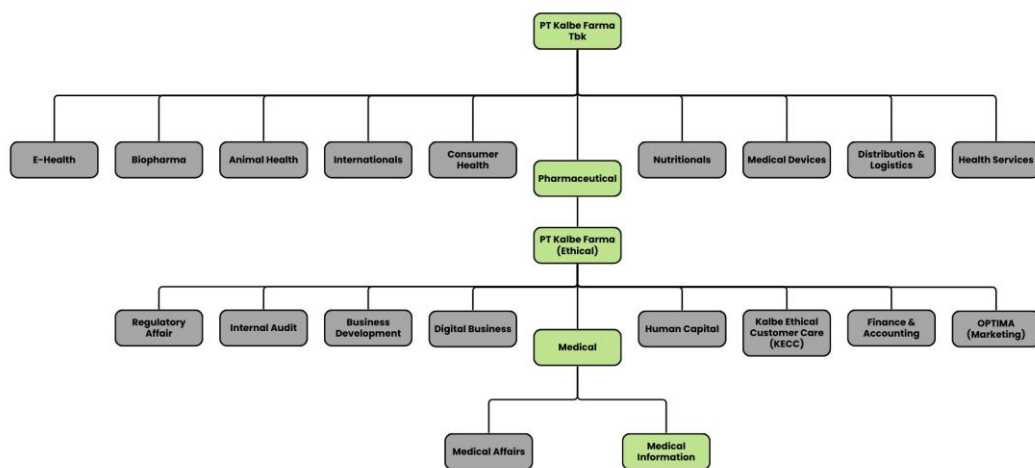 PT Kalbe Farma
Tbk
E-Health
Biopharma
Animal Health
Internationals
Consumer
Health
Pharmaceutical
Nutritionals
Medical Devices
Distribution &
Logistics
Health Services
PT Kalbe Farma
(Ethical)
Regulatory
Affair
Internal Audit
Business
Development
Digital Business
Medical
Human Capital
Kalbe Ethical
Customer Care
(KECC)
Finance &
Accounting
OPTIMA
(Marketing)
Medical Affairs
Medical
Information